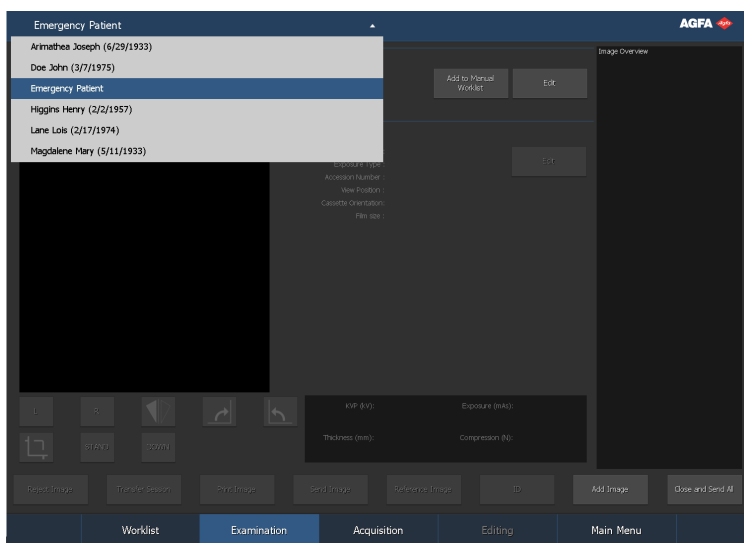 Emergency Patient
AGFA
Agfa
Arimathea Joseph (6/29/1933)
Doe John (3/7/1975)
Emergency Patient
Higgins Henry (2/2/1957)
Lane Lois (2/17/1974)
Magdalene Mary (5/11/1933)
Add to Manual
Worklist
Edit
Image Overview
Exposure Type :
Edit
Accession Number :
View Position :
Cassette Orientation:
Film size :
L
R
STAND
DOWN
KVP (kV):
Exposure (mAs):
Thickness (mm):
Compression (N):
Reject Image
Transfer Session
Print Image
Send Image
Reference Image
ID
Add Image
Close and Send All
Worklist
Examination
Acquisition
Editing
Main Menu